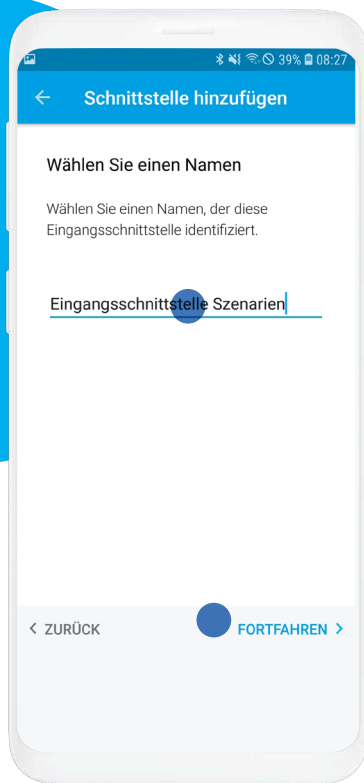 39% 08:27
Schnittstelle hinzufügen
Wählen Sie einen Namen
Wählen Sie einen Namen, der diese
Eingangsschnittstelle identifiziert.
Eingangsschnittstelle Szenarien
ZURÜCK FORTFAHREN